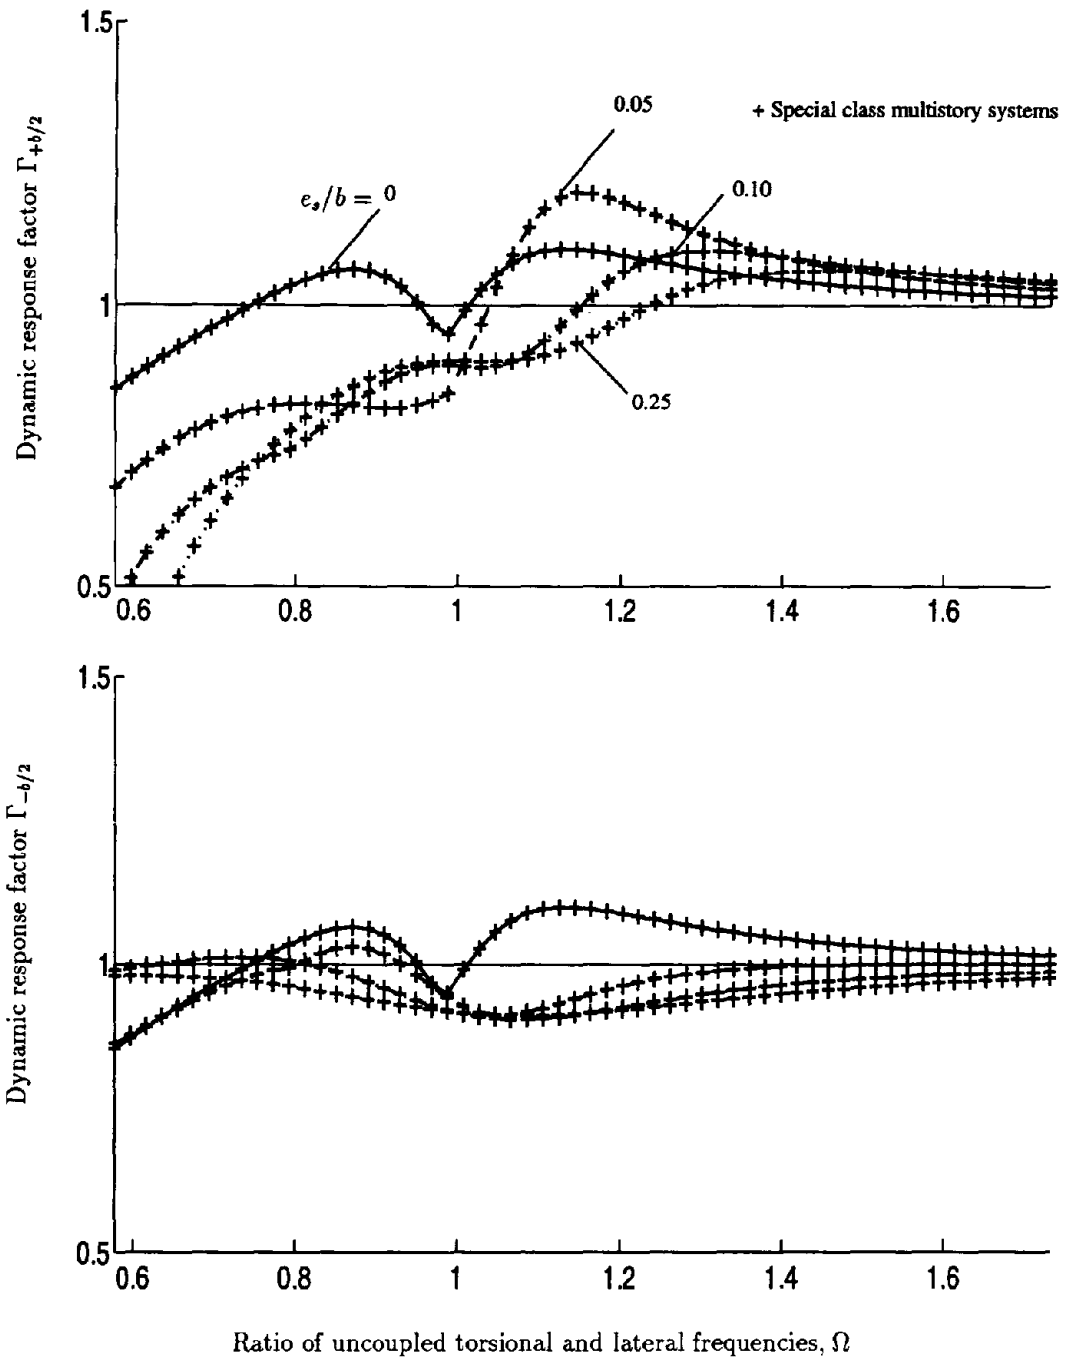 1.5
Dynamic response factor Γ+b/2
0.05
+ Special class multistory systems
e_s/b = 0
0.10
1
0.25
0.5
0.6 0.8 1 1.2 1.4 1.6
1.5
Dynamic response factor Γ−b/2
1
0.5
0.6 0.8 1 1.2 1.4 1.6
Ratio of uncoupled torsional and lateral frequencies, Ω